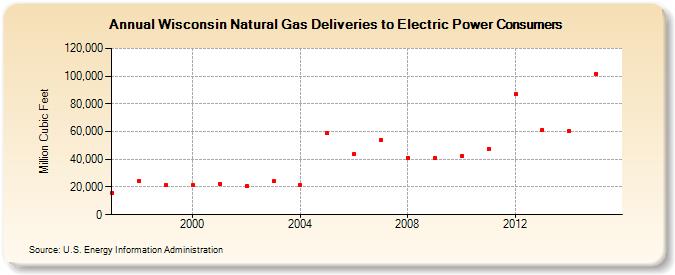 Annual Wisconsin Natural Gas Deliveries to Electric Power Consumers
Million Cubic Feet
120,000
100,000
80,000
60,000
40,000
20,000
0
2000 2004 2008 2012
Source: U.S. Energy Information Administration